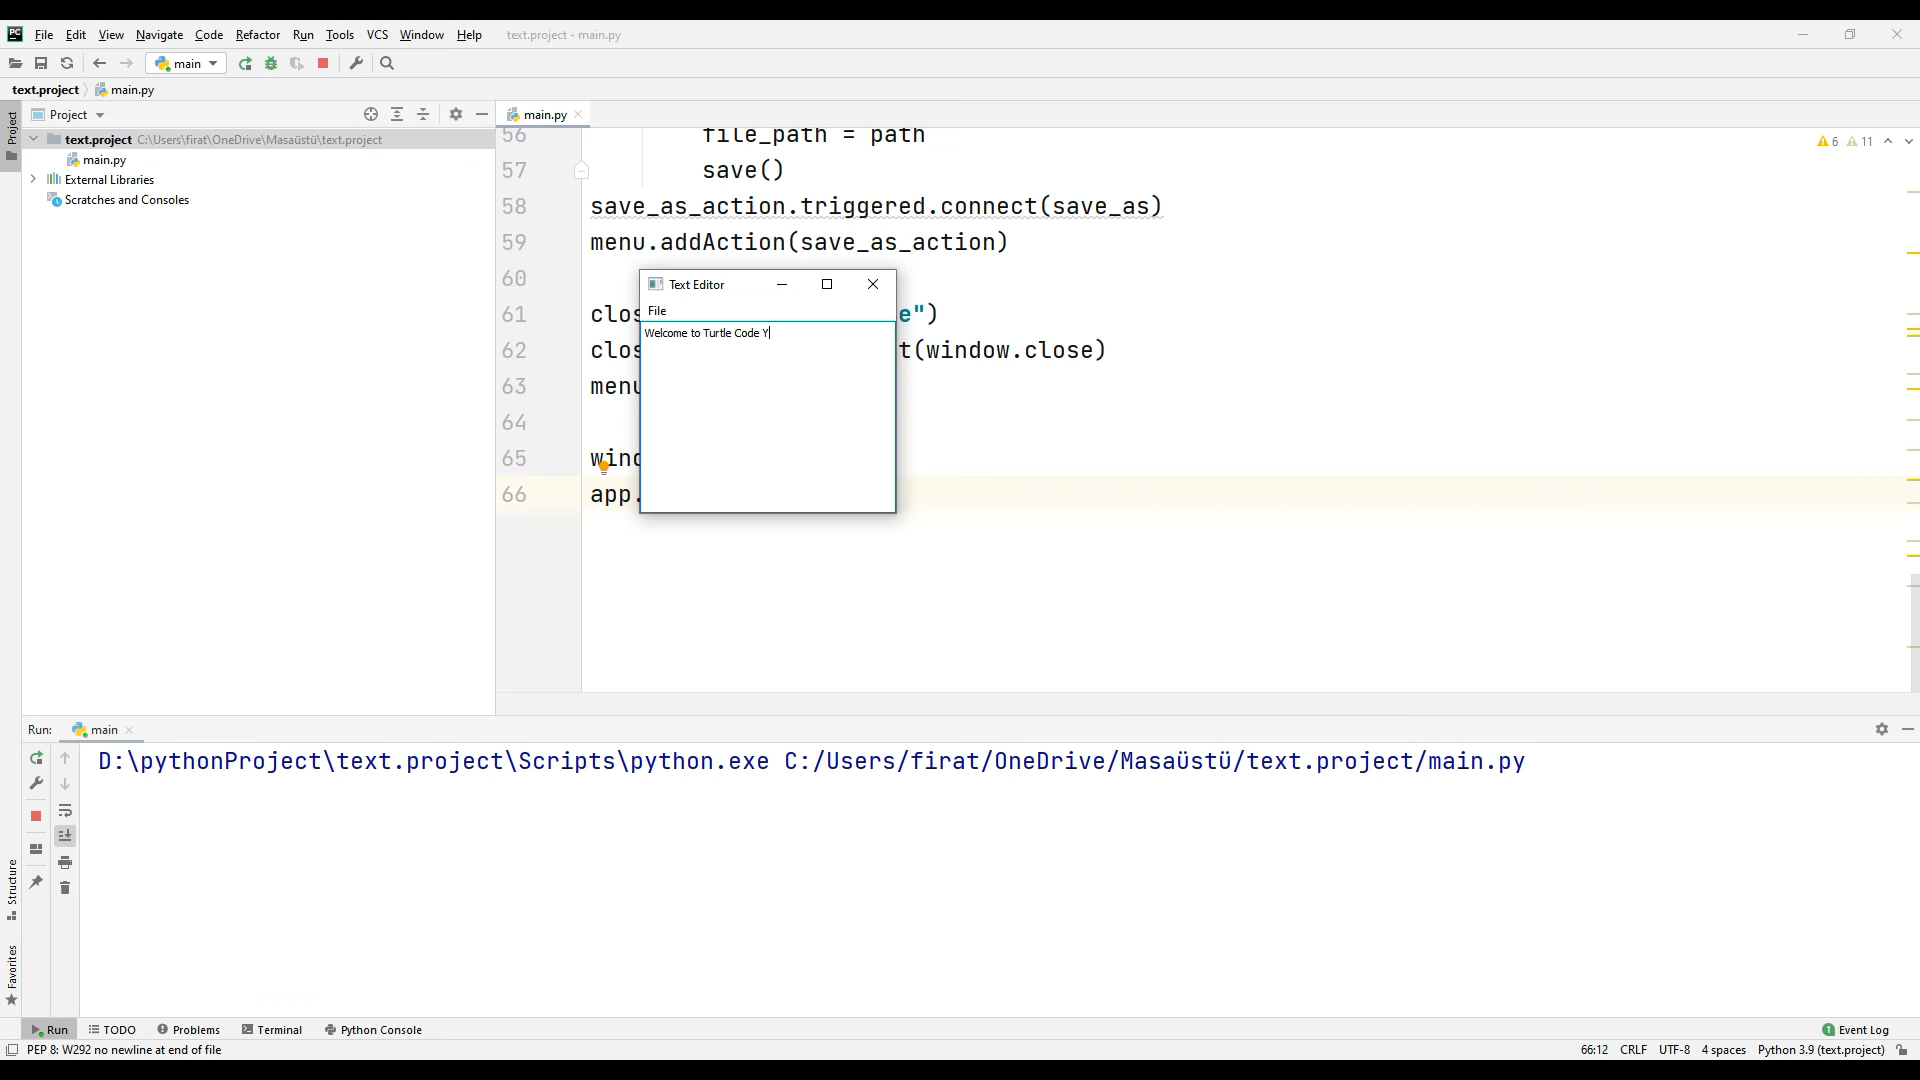 File Edit View Navigate Code Refactor Run Tools VCS Window Help text.project - main.py
main
text.project main.py
Project main.py
Project
text.project C:\Users\firat\OneDrive\Masaüstü\text.project
main.py
External Libraries
Scratches and Consoles
6 11
56 file_path = path
57 save()
58 save_as_action.triggered.connect(save_as)
59 menu.addAction(save_as_action)
60
61 clos e")
62 clos t(window.close)
63 menu
64
65 wind
66 app.
Text Editor
File
Welcome to Turtle Code Y
Run: main
D:\pythonProject\text.project\Scripts\python.exe C:/Users/firat/OneDrive/Masaüstü/text.project/main.py
Structure
Favorites
Run TODO Problems Terminal Python Console 1 Event Log
PEP 8: W292 no newline at end of file 66:12 CRLF UTF-8 4 spaces Python 3.9 (text.project)